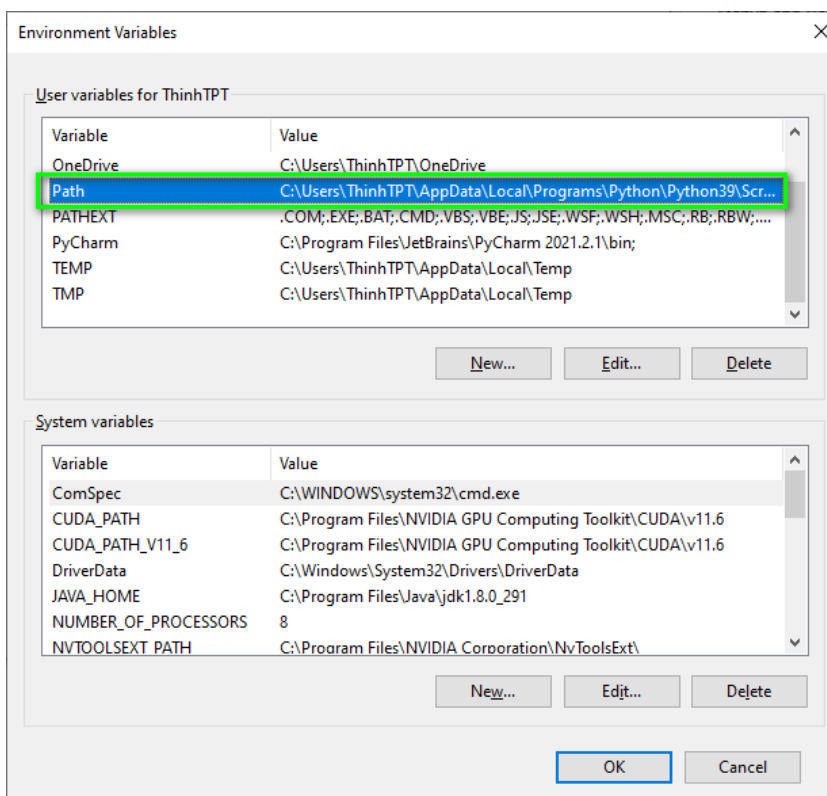 Environment Variables
User variables for ThinhTPT
Variable Value
OneDrive C:\Users\ThinhTPT\OneDrive
Path C:\Users\ThinhTPT\AppData\Local\Programs\Python\Python39\Scr...
PATHEXT .COM;.EXE;.BAT;.CMD;.VBS;.VBE;.JS;.JSE;.WSF;.WSH;.MSC;.RB;.RBW;....
PyCharm C:\Program Files\JetBrains\PyCharm 2021.2.1\bin;
TEMP C:\Users\ThinhTPT\AppData\Local\Temp
TMP C:\Users\ThinhTPT\AppData\Local\Temp
New... Edit... Delete
System variables
Variable Value
ComSpec C:\WINDOWS\system32\cmd.exe
CUDA_PATH C:\Program Files\NVIDIA GPU Computing Toolkit\CUDA\v11.6
CUDA_PATH_V11_6 C:\Program Files\NVIDIA GPU Computing Toolkit\CUDA\v11.6
DriverData C:\Windows\System32\Drivers\DriverData
JAVA_HOME C:\Program Files\Java\jdk1.8.0_291
NUMBER_OF_PROCESSORS 8
NVTOOLSEXT_PATH C:\Program Files\NVIDIA Corporation\NvToolsExt\
New... Edit... Delete
OK Cancel